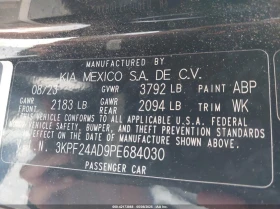 MANUFACTURED BY
KIA MEXICO S.A. DE C.V.
08/23 GVWR 3792 LB PAINT ABP
GAWR FRONT 2183 LB GAWR REAR 2094 LB TRIM WK
THIS VEHICLE CONFORMS TO ALL APPLICABLE U.S.A. FEDERAL MOTOR
VEHICLE SAFETY, BUMPER, AND THEFT PREVENTION STANDARDS
IN EFFECT ON THE DATE OF MANUFACTURE SHOWN ABOVE.
V.I.N. 3KPF24AD9PE684030
PASSENGER CAR